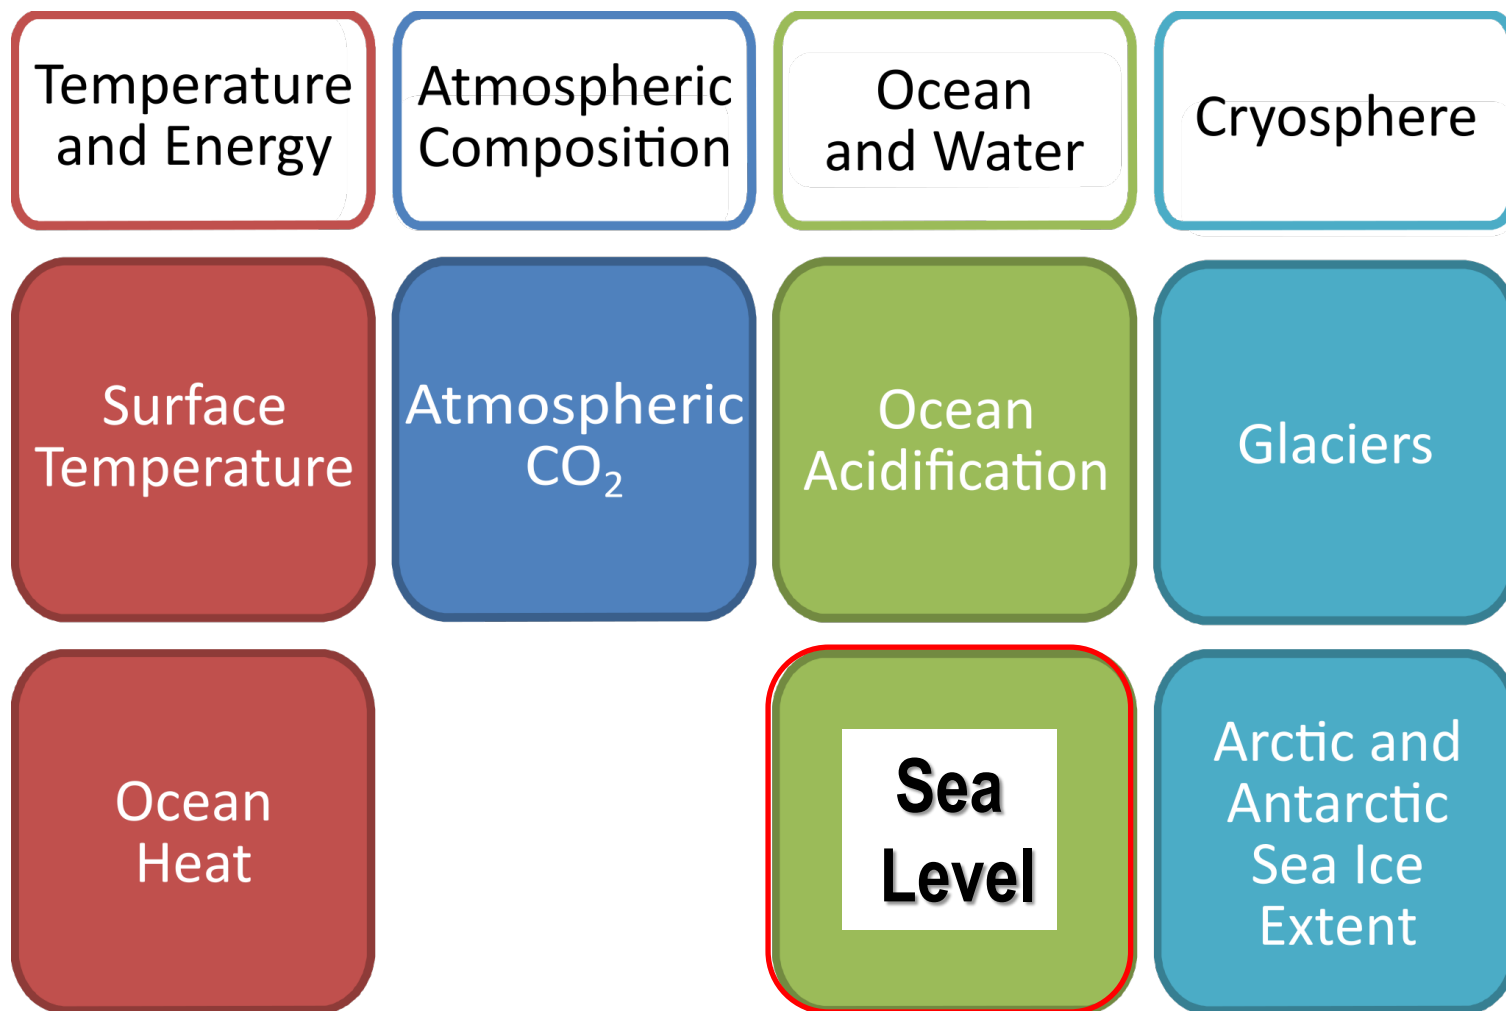 Temperature
and Energy
Atmospheric
Composition
Ocean
and Water
Cryosphere
Surface
Temperature
Atmospheric
CO₂
Ocean
Acidification
Glaciers
Ocean
Heat
Sea
Level
Arctic and
Antarctic
Sea Ice
Extent